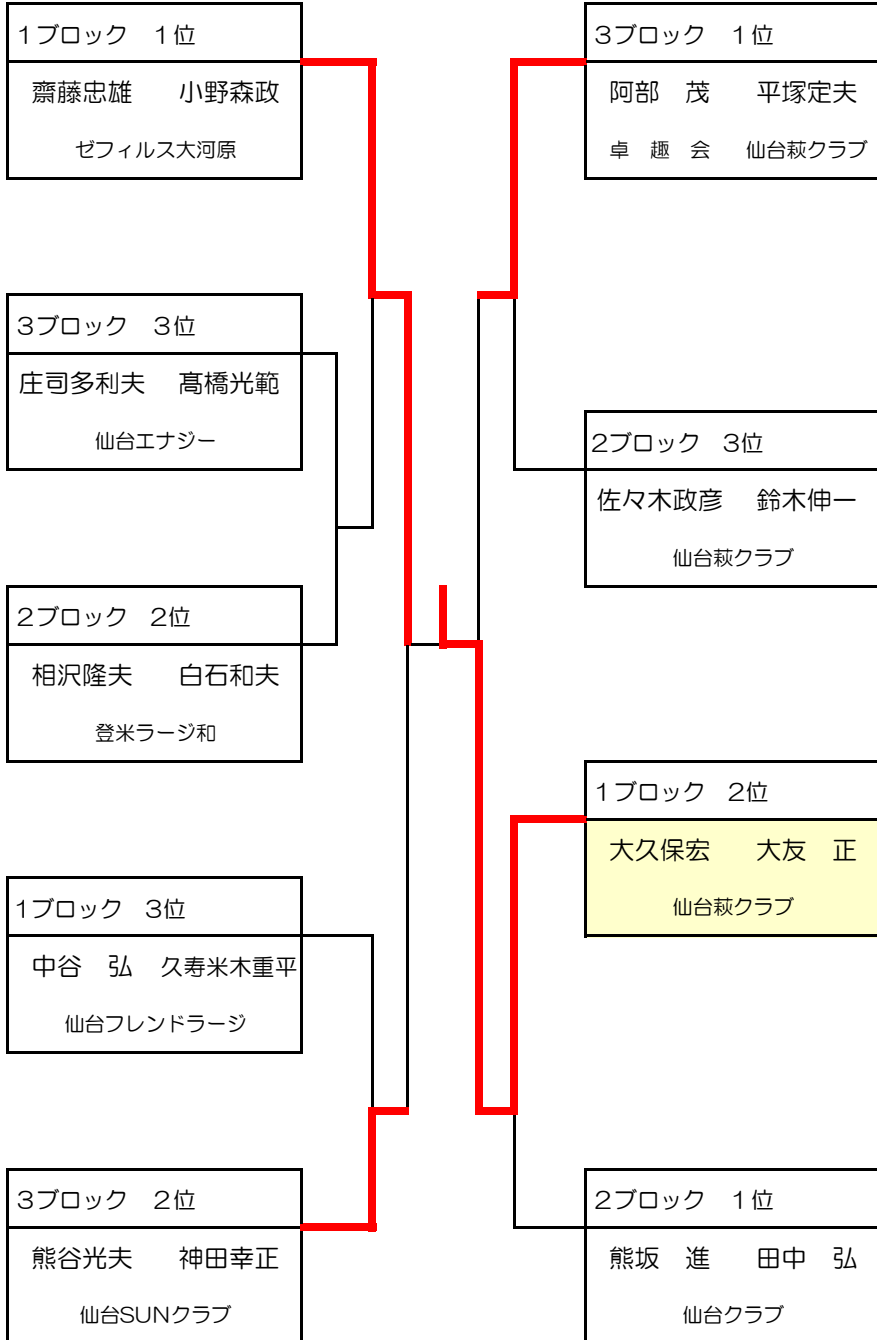 1ブロック　1位
齋藤忠雄　小野森政
ゼフィルス大河原
3ブロック　3位
庄司多利夫　髙橋光範
仙台エナジー
2ブロック　2位
相沢隆夫　白石和夫
登米ラージ和
1ブロック　3位
中谷　弘　久寿米木重平
仙台フレンドラージ
3ブロック　2位
熊谷光夫　神田幸正
仙台SUNクラブ
3ブロック　1位
阿部　茂　平塚定夫
卓　趣　会　仙台萩クラブ
2ブロック　3位
佐々木政彦　鈴木伸一
仙台萩クラブ
1ブロック　2位
大久保宏　大友　正
仙台萩クラブ
2ブロック　1位
熊坂　進　田中　弘
仙台クラブ